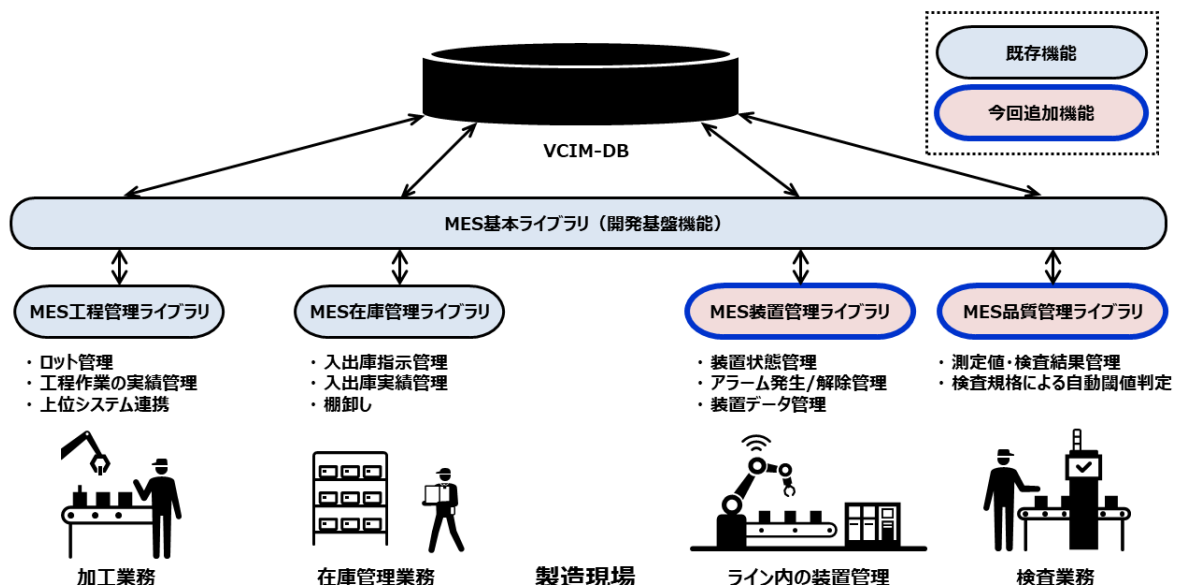 既存機能
今回追加機能
VCIM-DB
MES基本ライブラリ（開発基盤機能）
MES工程管理ライブラリ
MES在庫管理ライブラリ
MES装置管理ライブラリ
MES品質管理ライブラリ
・ ロット管理
・ 工程作業の実績管理
・ 上位システム連携
・ 入出庫指示管理
・ 入出庫実績管理
・ 棚卸し
・ 装置状態管理
・ アラーム発生/解除管理
・ 装置データ管理
・ 測定値・検査結果管理
・ 検査規格による自動閾値判定
加工業務
在庫管理業務
製造現場
ライン内の装置管理
検査業務